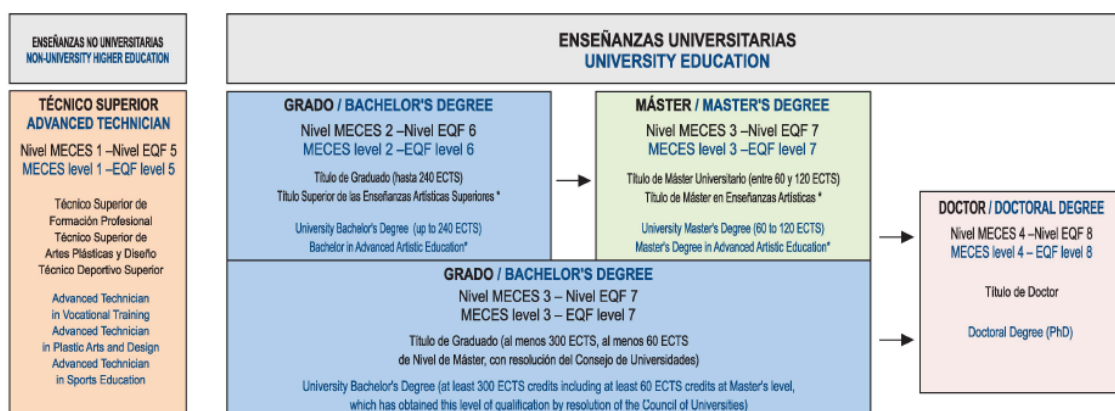 ENSEÑANZAS NO UNIVERSITARIAS
NON-UNIVERSITY HIGHER EDUCATION
TÉCNICO SUPERIOR
ADVANCED TECHNICIAN
Nivel MECES 1 –Nivel EQF 5
MECES level 1 –EQF level 5
Técnico Superior de
Formación Profesional
Técnico Superior de
Artes Plásticas y Diseño
Técnico Deportivo Superior
Advanced Technician
in Vocational Training
Advanced Technician
in Plastic Arts and Design
Advanced Technician
in Sports Education
ENSEÑANZAS UNIVERSITARIAS
UNIVERSITY EDUCATION
GRADO / BACHELOR'S DEGREE
Nivel MECES 2 –Nivel EQF 6
MECES level 2 –EQF level 6
Título de Graduado (hasta 240 ECTS)
Título Superior de las Enseñanzas Artísticas Superiores *
University Bachelor's Degree (up to 240 ECTS)
Bachelor in Advanced Artistic Education*
MÁSTER / MASTER'S DEGREE
Nivel MECES 3 –Nivel EQF 7
MECES level 3 –EQF level 7
Título de Máster Universitario (entre 60 y 120 ECTS)
Título de Máster en Enseñanzas Artísticas *
University Master's Degree (60 to 120 ECTS)
Master's Degree in Advanced Artistic Education*
GRADO / BACHELOR'S DEGREE
Nivel MECES 3 – Nivel EQF 7
MECES level 3 – EQF level 7
Título de Graduado (al menos 300 ECTS, al menos 60 ECTS
de Nivel de Máster, con resolución del Consejo de Universidades)
University Bachelor's Degree (at least 300 ECTS credits including at least 60 ECTS credits at Master's level,
which has obtained this level of qualification by resolution of the Council of Universities)
DOCTOR / DOCTORAL DEGREE
Nivel MECES 4 –Nivel EQF 8
MECES level 4 – EQF level 8
Título de Doctor
Doctoral Degree (PhD)